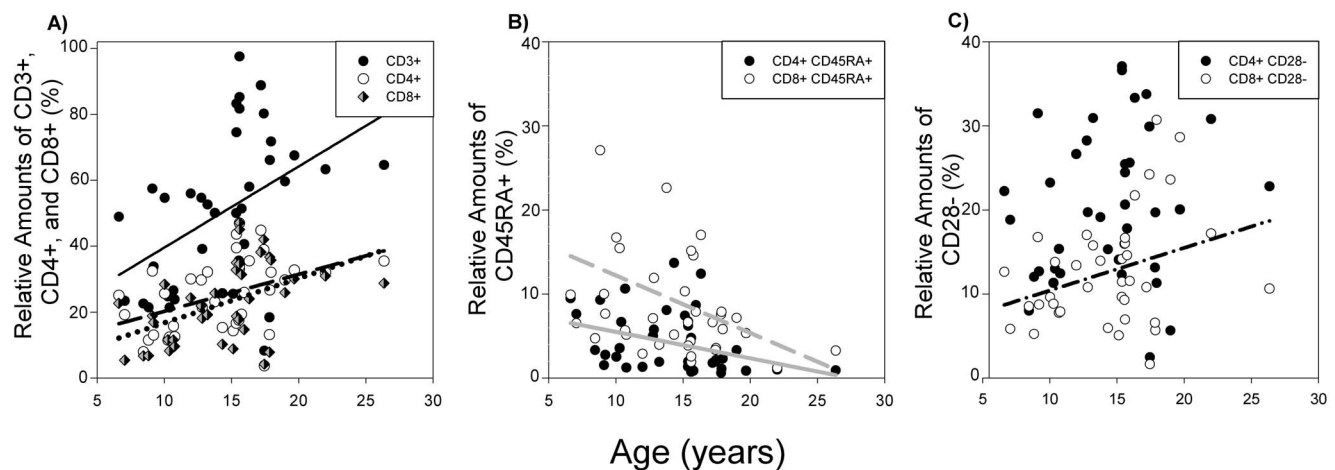 A)
Relative Amounts of CD3+,
CD4+, and CD8+ (%)
100
80
60
40
20
0
CD3+
CD4+
CD8+
5 10 15 20 25 30
B)
Relative Amounts of
CD45RA+ (%)
40
30
20
10
0
CD4+ CD45RA+
CD8+ CD45RA+
5 10 15 20 25 30
C)
Relative Amounts of
CD28- (%)
40
30
20
10
0
CD4+ CD28-
CD8+ CD28-
5 10 15 20 25 30
Age (years)